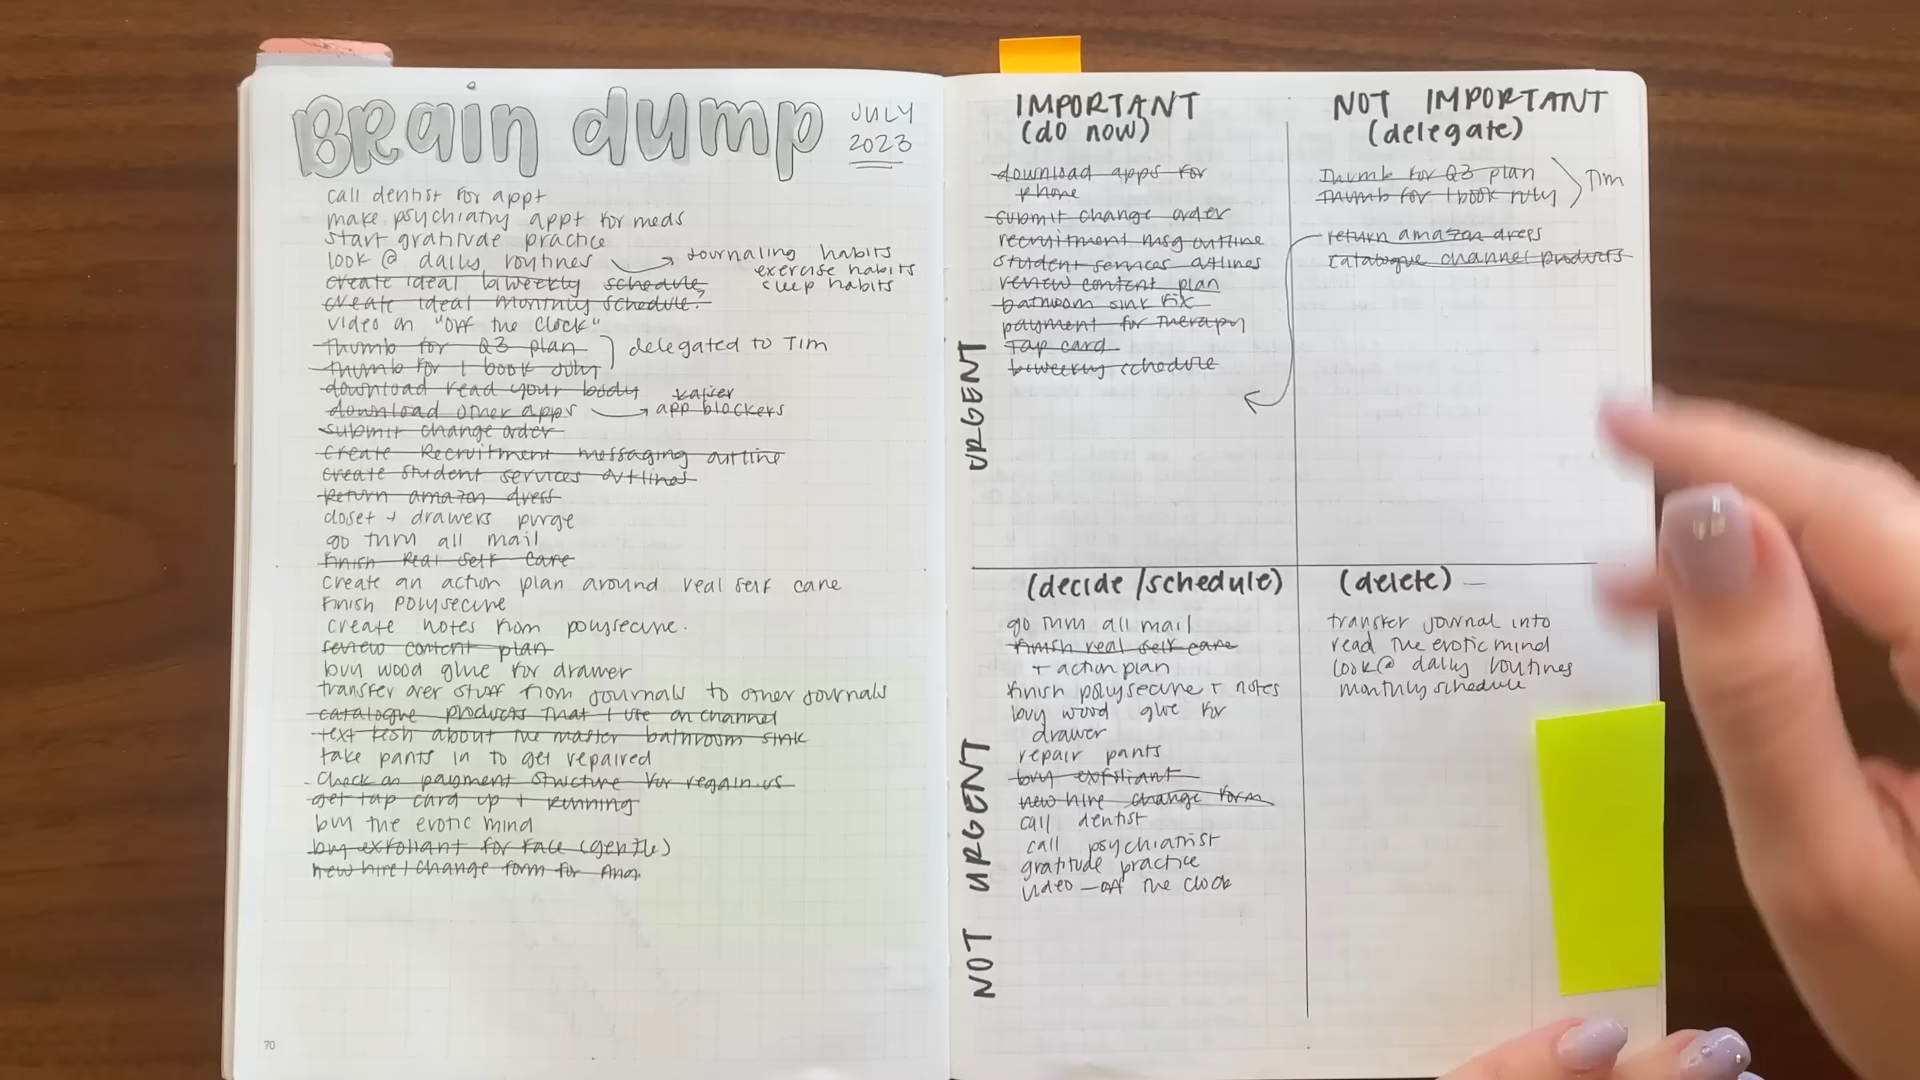 Brain dump
JULY
2023
call dentist for appt
make psychiatry appt for meds
start gratitude practice
look @ daily routines
journaling habits
exercise habits
sleep habits
create ideal biweekly schedule
create ideal monthly schedule?
video on "off the clock"
thumb for Q3 plan
thumb for 1 book July
delegated to Tim
download read your body
download other apps
kaiser
app blockers
submit change order
create Recruitment messaging outline
create student services outlines
return amazon dress
closet + drawers purge
go thru all mail
finish Real Self Care
create an action plan around real self care
finish polysecure
create notes from polysecure.
review content plan
buy wood glue for drawer
transfer over stuff from journals to other journals
catalogue products that I use on channel
text about the master bathroom sink
take pants in to get repaired
check on payment structure for regain.us
get tap card up + running
buy the erotic mind
buy exfoliant for face (gentle)
new hire/change form for Ana
70
IMPORTANT
(do now)
NOT IMPORTANT
(delegate)
URGENT
download apps for
phone
submit change order
recruitment msg outline
student services outlines
review content plan
bathroom sink fix
payment for therapy
Tap card
biweekly schedule
thumb for Q3 plan
thumb for 1 book July
Tim
return amazon dress
catalogue channel products
NOT URGENT
(decide/schedule)
go thru all mail
finish real self care
+ action plan
finish polysecure + notes
buy wood glue for
drawer
repair pants
buy exfoliant
new hire change form
call dentist
call psychiatrist
gratitude practice
video - off the clock
(delete)
transfer journal into
read the erotic mind
look @ daily routines
monthly schedule